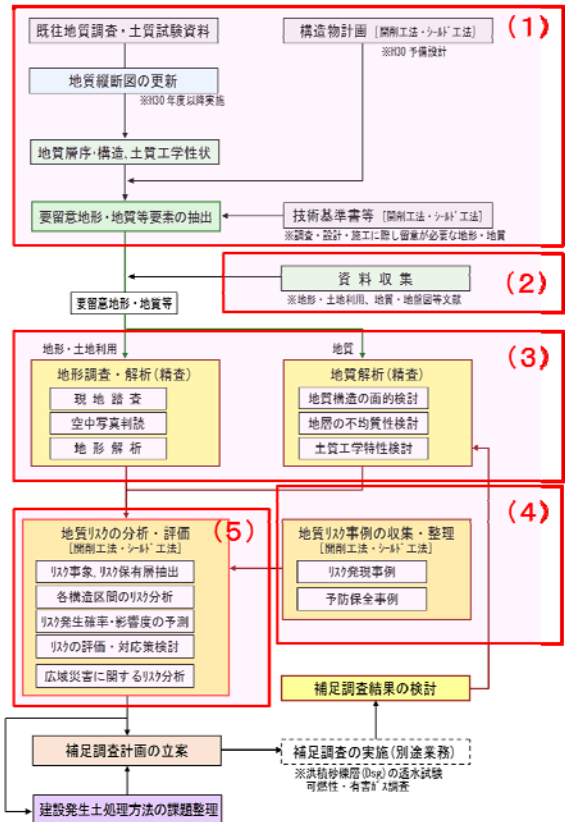 (1)
既往地質調査・土質試験資料
構造物計画 [開削工法・シールド工法]
※H30 予備設計
地質縦断図の更新
※H30 年度以降実施
地質層序・構造、土質工学性状
要留意地形・地質等要素の抽出
技術基準書等 [開削工法・シールド工法]
※調査・設計・施工に際し留意が必要な地形・地質
(2)
資 料 収 集
※地形・土地利用、地質・地盤図等文献
要留意地形・地質等
(3)
地形・土地利用
地質
地形調査・解析(精査)
現 地 踏 査
空中写真判読
地 形 解 析
地質解析(精査)
地質構造の面的検討
地層の不均質性検討
土質工学特性検討
(4)
地質リスク事例の収集・整理
[開削工法・シールド工法]
リスク発現事例
予防保全事例
(5)
地質リスクの分析・評価
[開削工法・シールド工法]
リスク事象,リスク保有層抽出
各構造区間のリスク分析
リスク発生確率・影響度の予測
リスクの評価・対応策検討
広域災害に関するリスク分析
補足調査結果の検討
補足調査計画の立案
補足調査の実施(別途業務)
※洪積砂礫層(Dsg)の透水試験
可燃性・有害ガス調査
建設発生土処理方法の課題整理